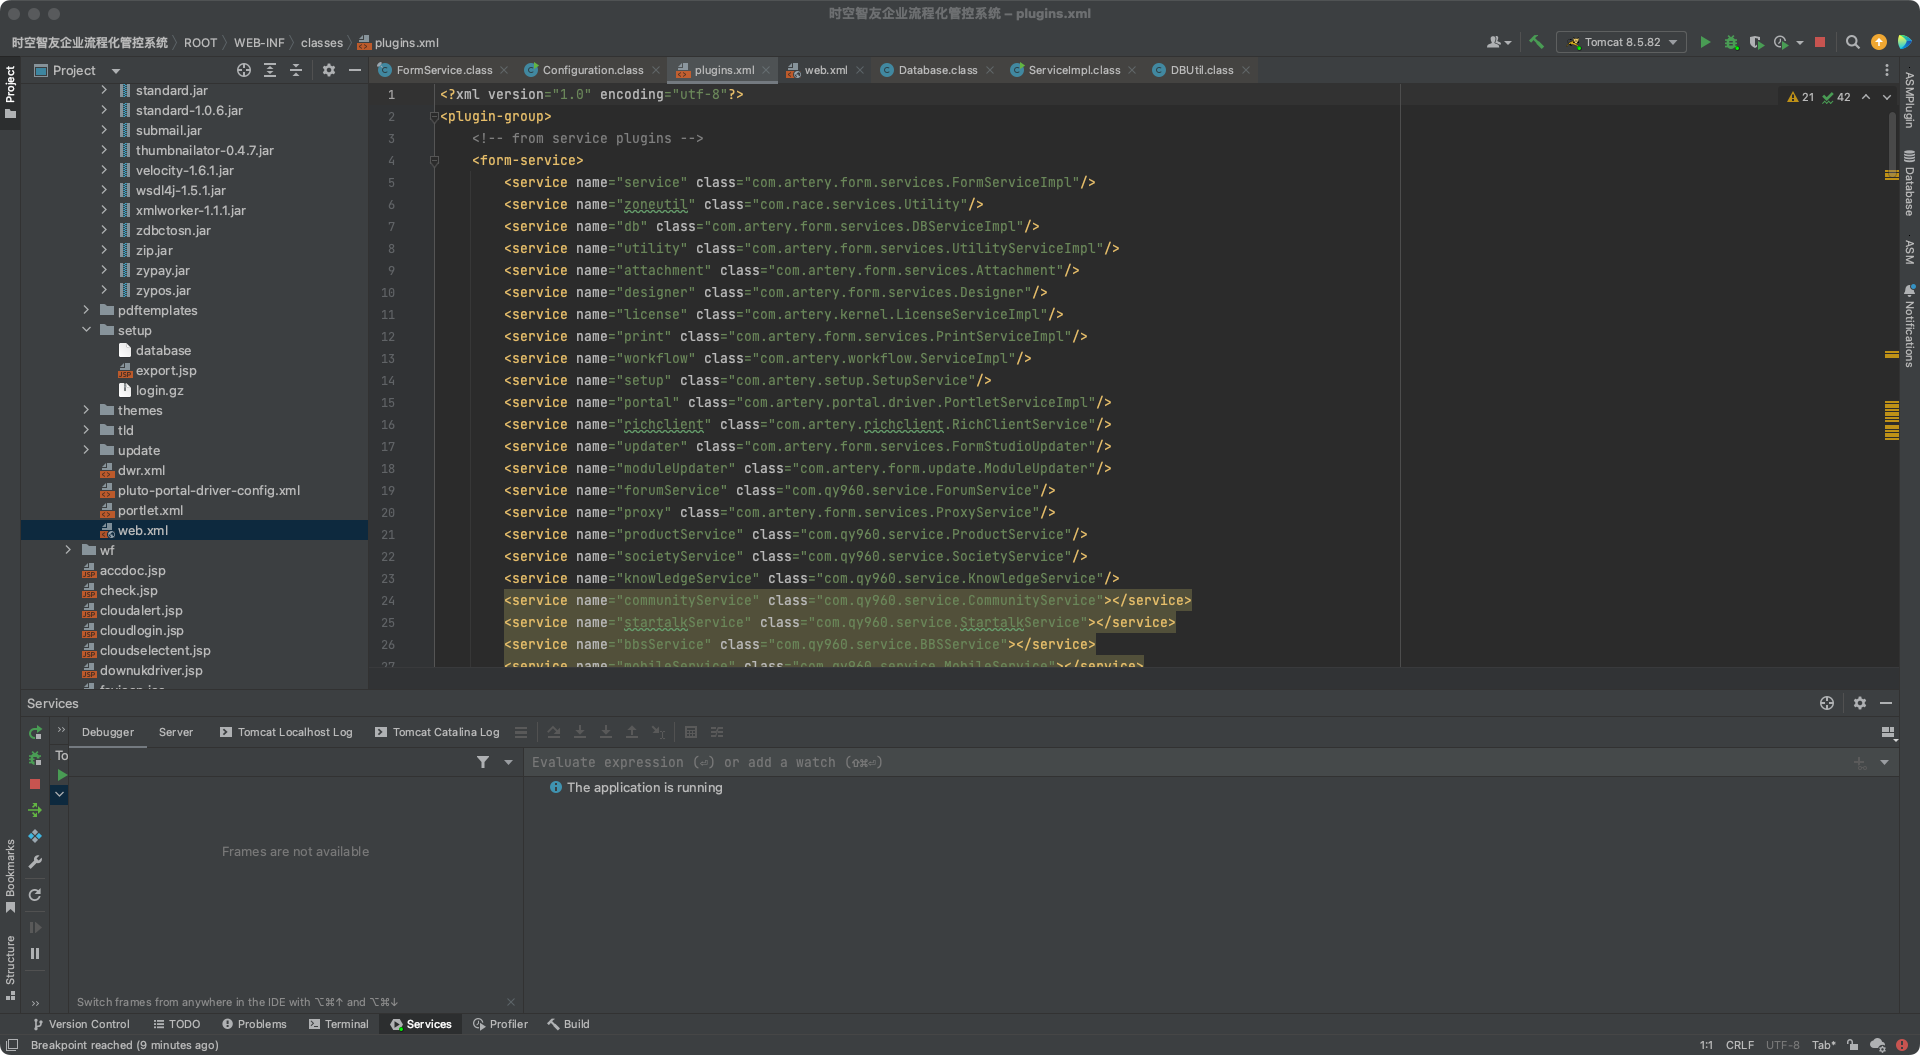 时空智友企业流程化管控系统 – plugins.xml
时空智友企业流程化管控系统 ROOT WEB-INF classes plugins.xml
Tomcat 8.5.82
Project
FormService.class Configuration.class plugins.xml web.xml Database.class ServiceImpl.class DBUtil.class
21 42
Project
standard.jar
standard-1.0.6.jar
submail.jar
thumbnailator-0.4.7.jar
velocity-1.6.1.jar
wsdl4j-1.5.1.jar
xmlworker-1.1.1.jar
zdbctosn.jar
zip.jar
zypay.jar
zypos.jar
pdftemplates
setup
database
export.jsp
login.gz
themes
tld
update
dwr.xml
pluto-portal-driver-config.xml
portlet.xml
web.xml
wf
accdoc.jsp
check.jsp
cloudalert.jsp
cloudlogin.jsp
cloudselectent.jsp
downukdriver.jsp
1 <?xml version="1.0" encoding="utf-8"?>
2 <plugin-group>
3 <!-- from service plugins -->
4 <form-service>
5 <service name="service" class="com.artery.form.services.FormServiceImpl"/>
6 <service name="zoneutil" class="com.race.services.Utility"/>
7 <service name="db" class="com.artery.form.services.DBServiceImpl"/>
8 <service name="utility" class="com.artery.form.services.UtilityServiceImpl"/>
9 <service name="attachment" class="com.artery.form.services.Attachment"/>
10 <service name="designer" class="com.artery.form.services.Designer"/>
11 <service name="license" class="com.artery.kernel.LicenseServiceImpl"/>
12 <service name="print" class="com.artery.form.services.PrintServiceImpl"/>
13 <service name="workflow" class="com.artery.workflow.ServiceImpl"/>
14 <service name="setup" class="com.artery.setup.SetupService"/>
15 <service name="portal" class="com.artery.portal.driver.PortletServiceImpl"/>
16 <service name="richclient" class="com.artery.richclient.RichClientService"/>
17 <service name="updater" class="com.artery.form.services.FormStudioUpdater"/>
18 <service name="moduleUpdater" class="com.artery.form.update.ModuleUpdater"/>
19 <service name="forumService" class="com.qy960.service.ForumService"/>
20 <service name="proxy" class="com.artery.form.services.ProxyService"/>
21 <service name="productService" class="com.qy960.service.ProductService"/>
22 <service name="societyService" class="com.qy960.service.SocietyService"/>
23 <service name="knowledgeService" class="com.qy960.service.KnowledgeService"/>
24 <service name="communityService" class="com.qy960.service.CommunityService"></service>
25 <service name="startalkService" class="com.qy960.service.StartalkService"></service>
26 <service name="bbsService" class="com.qy960.service.BBSService"></service>
27 <service name="mobileService" class="com.qy960.service.MobileService"></service>
ASMPlugin
Database
ASM
Notifications
Services
Debugger Server Tomcat Localhost Log Tomcat Catalina Log
To
Evaluate expression (⏎) or add a watch (⇧⌘⏎)
The application is running
Frames are not available
Switch frames from anywhere in the IDE with ⌥⌘↑ and ⌥⌘↓
Bookmarks
Structure
Version Control TODO Problems Terminal Services Profiler Build
Breakpoint reached (9 minutes ago)
1:1 CRLF UTF-8 Tab*